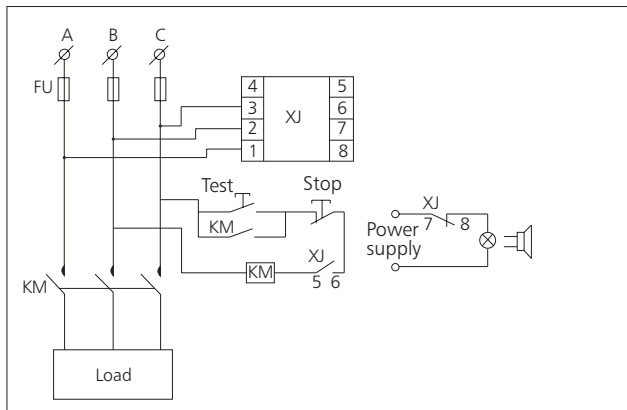 A B C
FU
4 5
3 XJ 6
2 7
1 8
Test Stop
KM
XJ
7 8
Power
supply
KM XJ
5 6
KM
Load